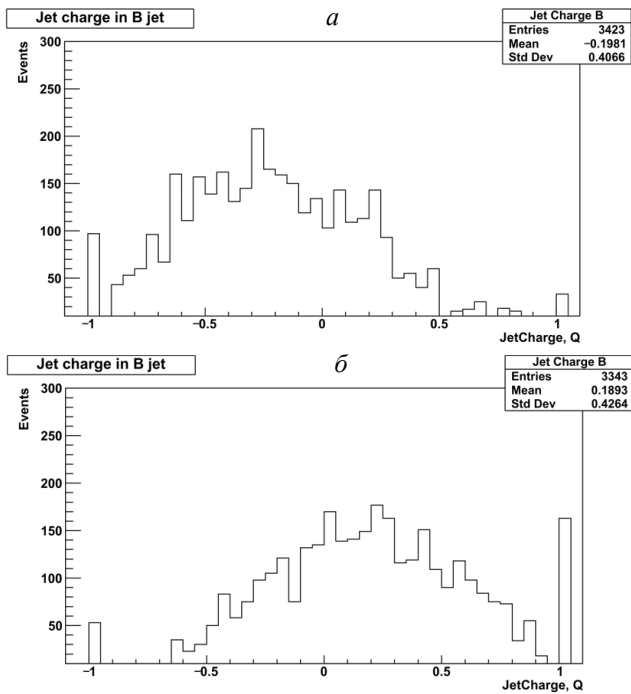 Jet charge in B jet
а
Jet Charge B
Entries 3423
Mean −0.1981
Std Dev 0.4066
Events
300
250
200
150
100
50
−1 −0.5 0 0.5 1
JetCharge, Q
Jet charge in B jet
б
Jet Charge B
Entries 3343
Mean 0.1893
Std Dev 0.4264
Events
300
250
200
150
100
50
−1 −0.5 0 0.5 1
JetCharge, Q